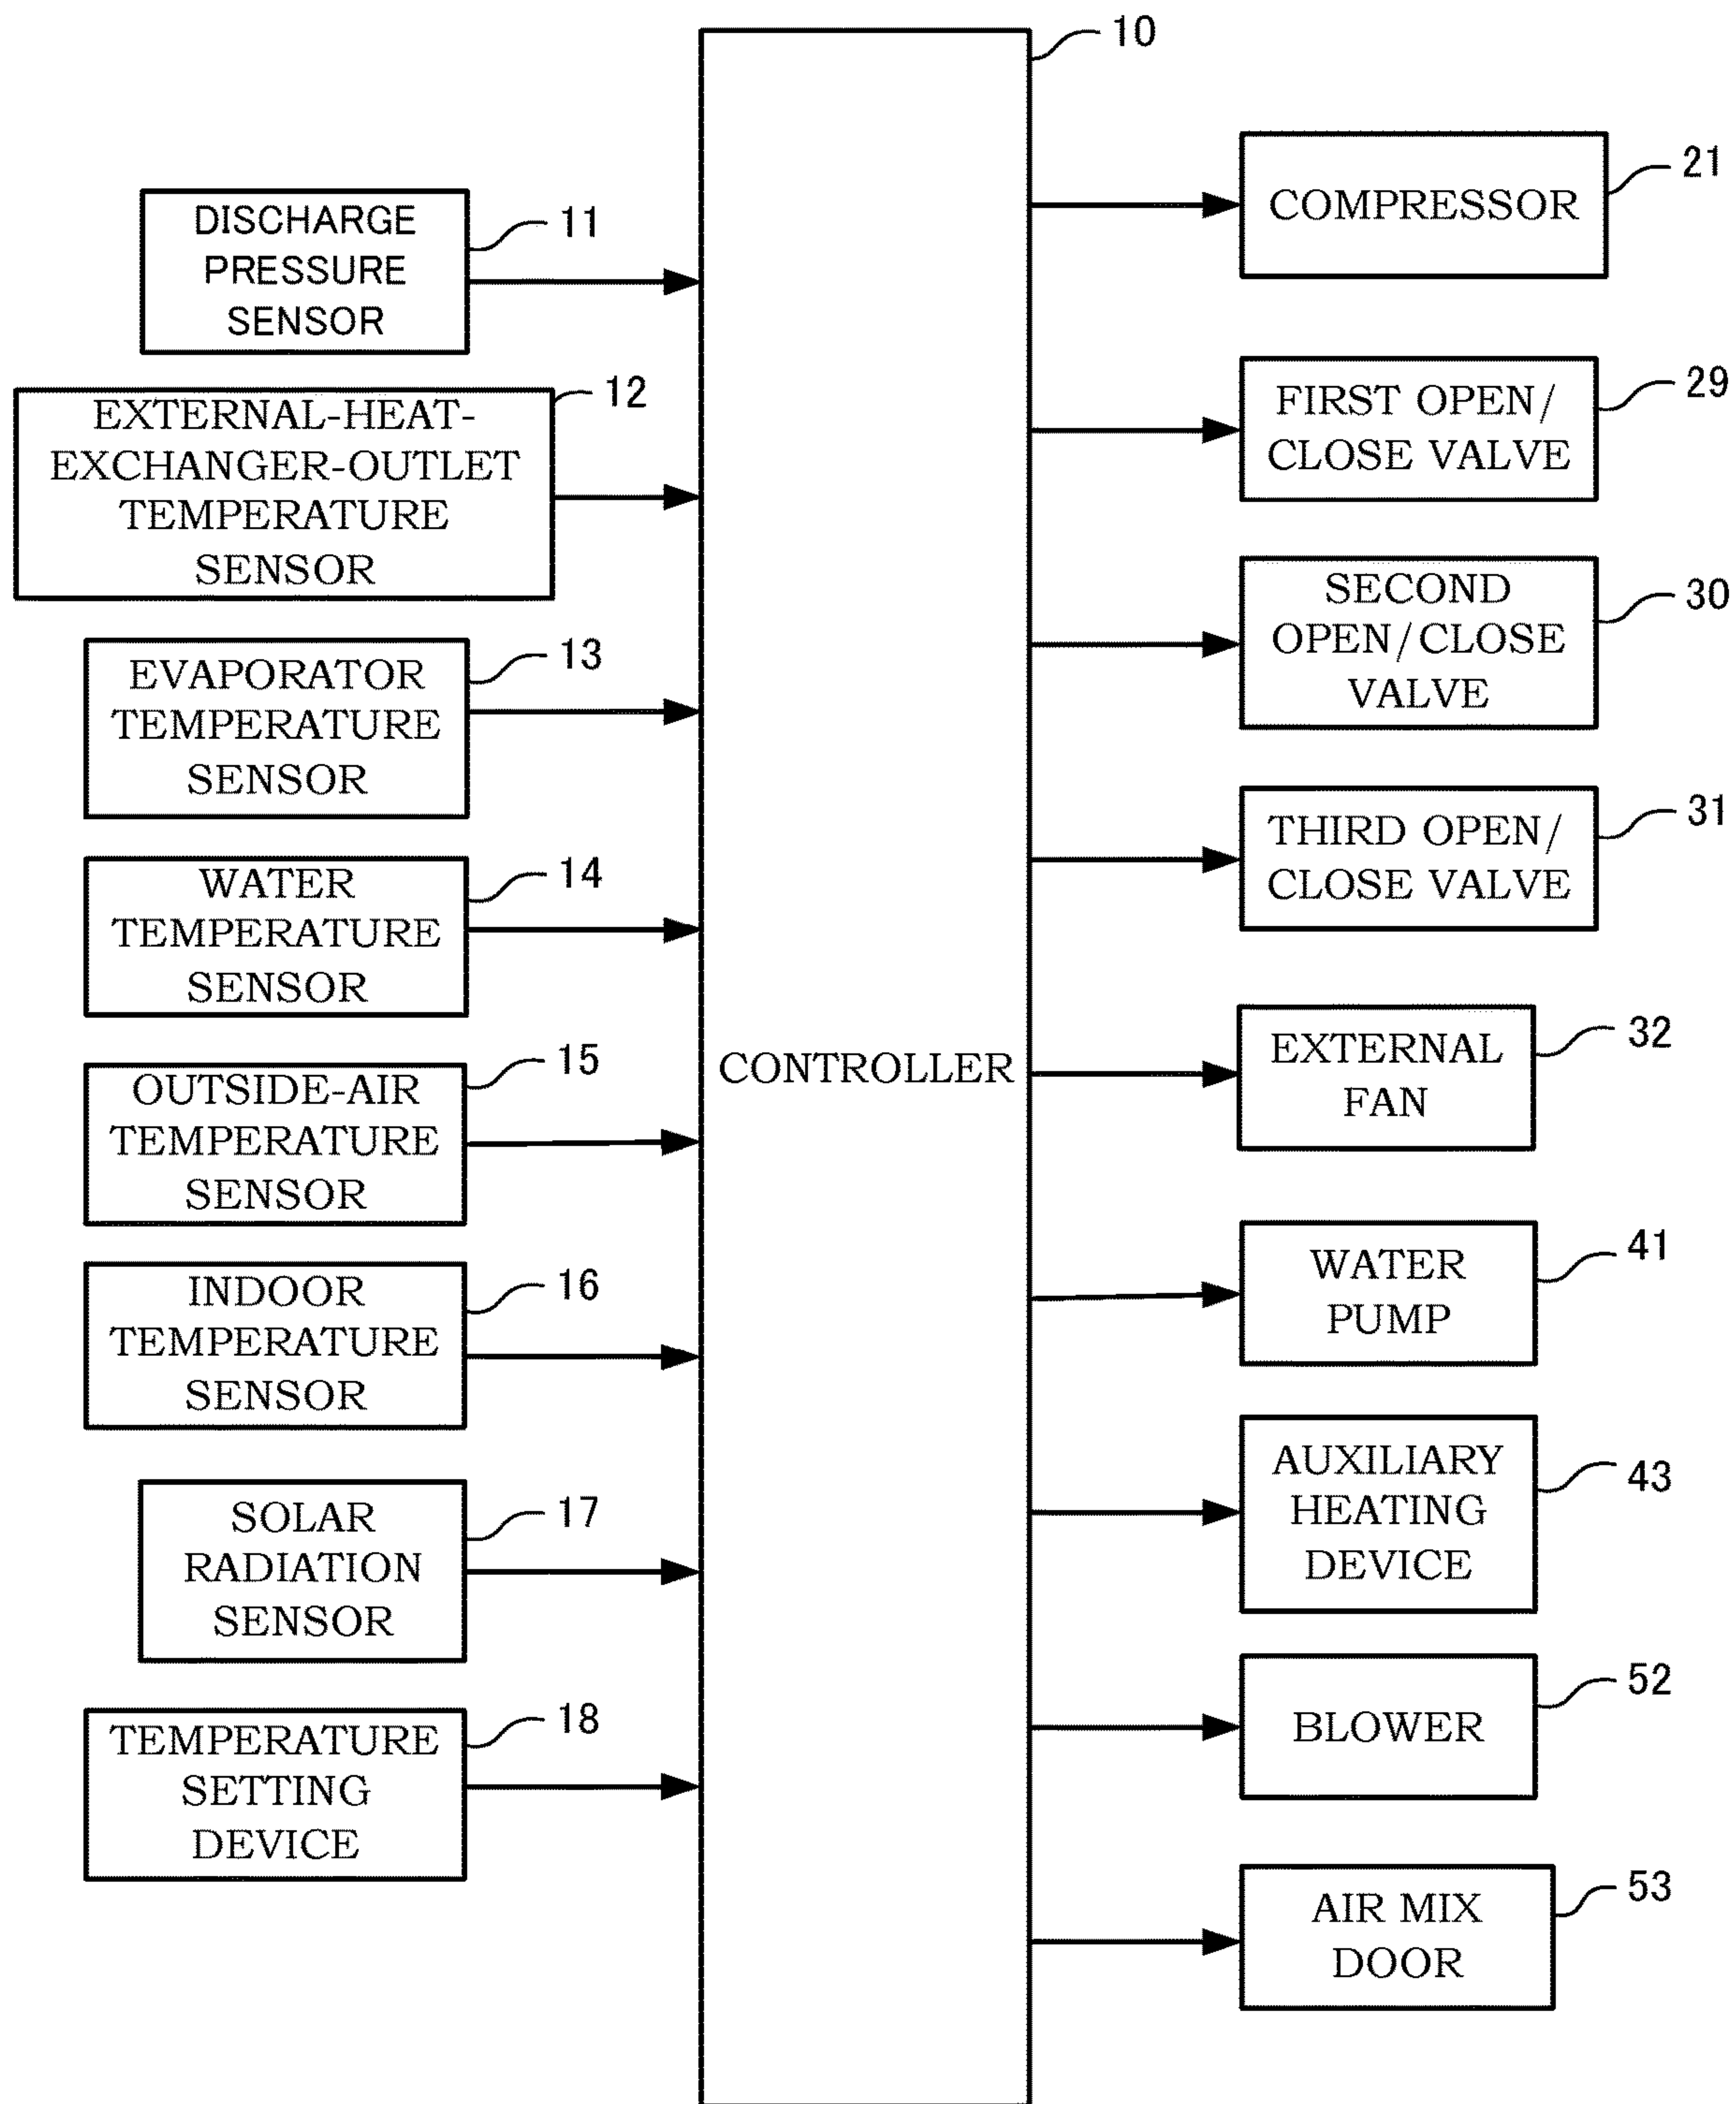 10
DISCHARGE
PRESSURE
SENSOR
11
EXTERNAL-HEAT-
EXCHANGER-OUTLET
TEMPERATURE
SENSOR
12
EVAPORATOR
TEMPERATURE
SENSOR
13
WATER
TEMPERATURE
SENSOR
14
OUTSIDE-AIR
TEMPERATURE
SENSOR
15
INDOOR
TEMPERATURE
SENSOR
16
SOLAR
RADIATION
SENSOR
17
TEMPERATURE
SETTING
DEVICE
18
CONTROLLER
COMPRESSOR
21
FIRST OPEN/
CLOSE VALVE
29
SECOND
OPEN/CLOSE
VALVE
30
THIRD OPEN/
CLOSE VALVE
31
EXTERNAL
FAN
32
WATER
PUMP
41
AUXILIARY
HEATING
DEVICE
43
BLOWER
52
AIR MIX
DOOR
53